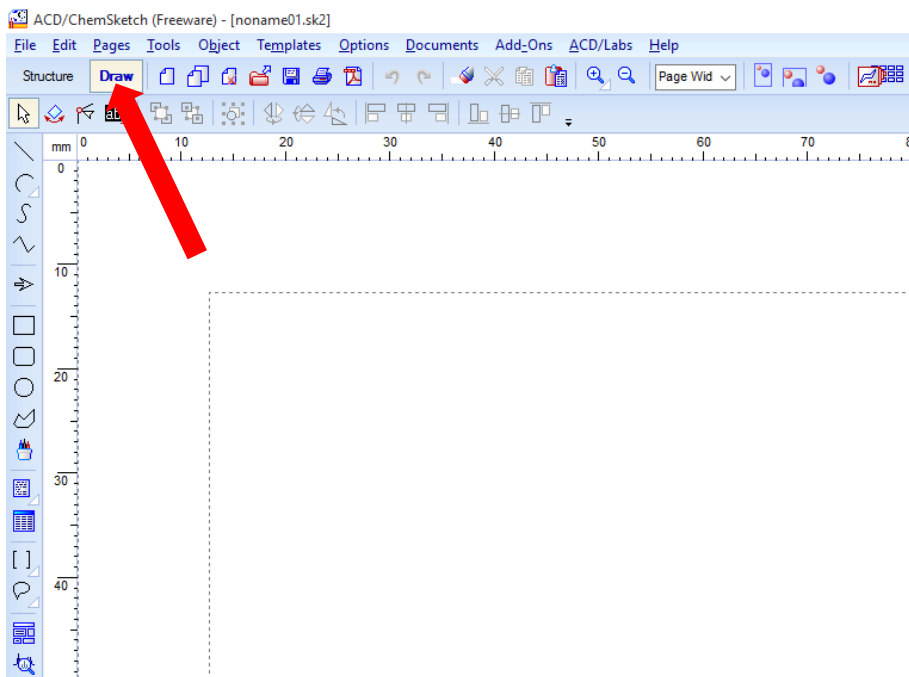 ACD/ChemSketch (Freeware) - [noname01.sk2]
File Edit Pages Tools Object Templates Options Documents Add-Ons ACD/Labs Help
Structure Draw Page Wid
mm 0 10 20 30 40 50 60 70
0
10
20
30
40